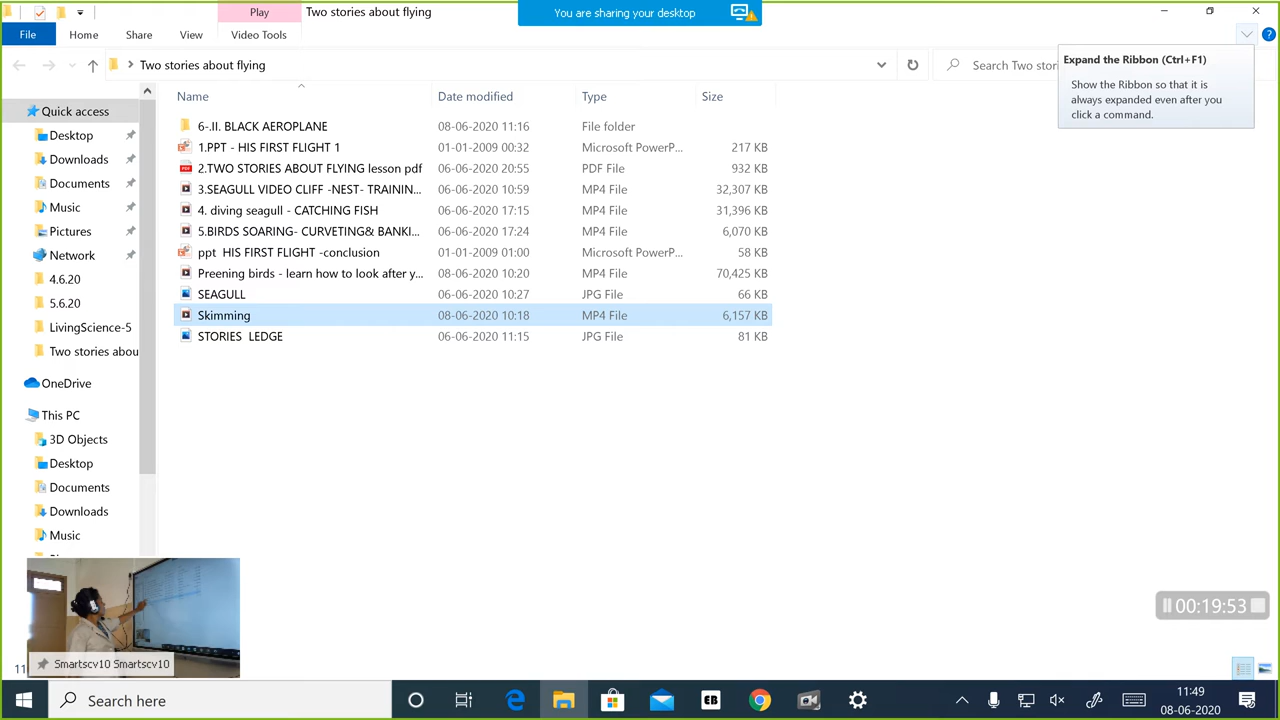 Play
Two stories about flying
You are sharing your desktop
File
Home
Share
View
Video Tools
Two stories about flying
Search Two stori
Expand the Ribbon (Ctrl+F1)
Show the Ribbon so that it is
always expanded even after you
click a command.
Name
Date modified
Type
Size
Quick access
Desktop
Downloads
Documents
Music
Pictures
Network
4.6.20
5.6.20
LivingScience-5
Two stories abou
OneDrive
This PC
3D Objects
Desktop
Documents
Downloads
Music
6-.II. BLACK AEROPLANE 08-06-2020 11:16 File folder
1.PPT - HIS FIRST FLIGHT 1 01-01-2009 00:32 Microsoft PowerP... 217 KB
2.TWO STORIES ABOUT FLYING lesson pdf 06-06-2020 20:55 PDF File 932 KB
3.SEAGULL VIDEO CLIFF -NEST- TRAININ... 06-06-2020 10:59 MP4 File 32,307 KB
4. diving seagull - CATCHING FISH 06-06-2020 17:15 MP4 File 31,396 KB
5.BIRDS SOARING- CURVETING& BANKI... 06-06-2020 17:24 MP4 File 6,070 KB
ppt HIS FIRST FLIGHT -conclusion 01-01-2009 01:00 Microsoft PowerP... 58 KB
Preening birds - learn how to look after y... 08-06-2020 10:20 MP4 File 70,425 KB
SEAGULL 06-06-2020 10:27 JPG File 66 KB
Skimming 08-06-2020 10:18 MP4 File 6,157 KB
STORIES LEDGE 06-06-2020 11:15 JPG File 81 KB
00:19:53
Smartscv10 Smartscv10
11
Search here
EB
11:49
08-06-2020